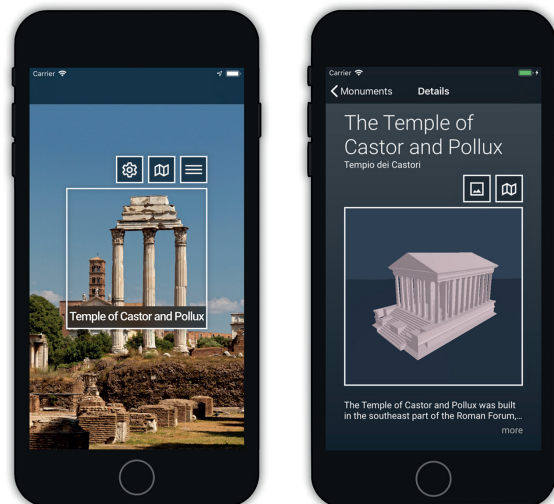 Carrier
Temple of Castor and Pollux
Carrier
Monuments
Details
The Temple of
Castor and Pollux
Tempio dei Castori
The Temple of Castor and Pollux was built
in the southeast part of the Roman Forum,...
more